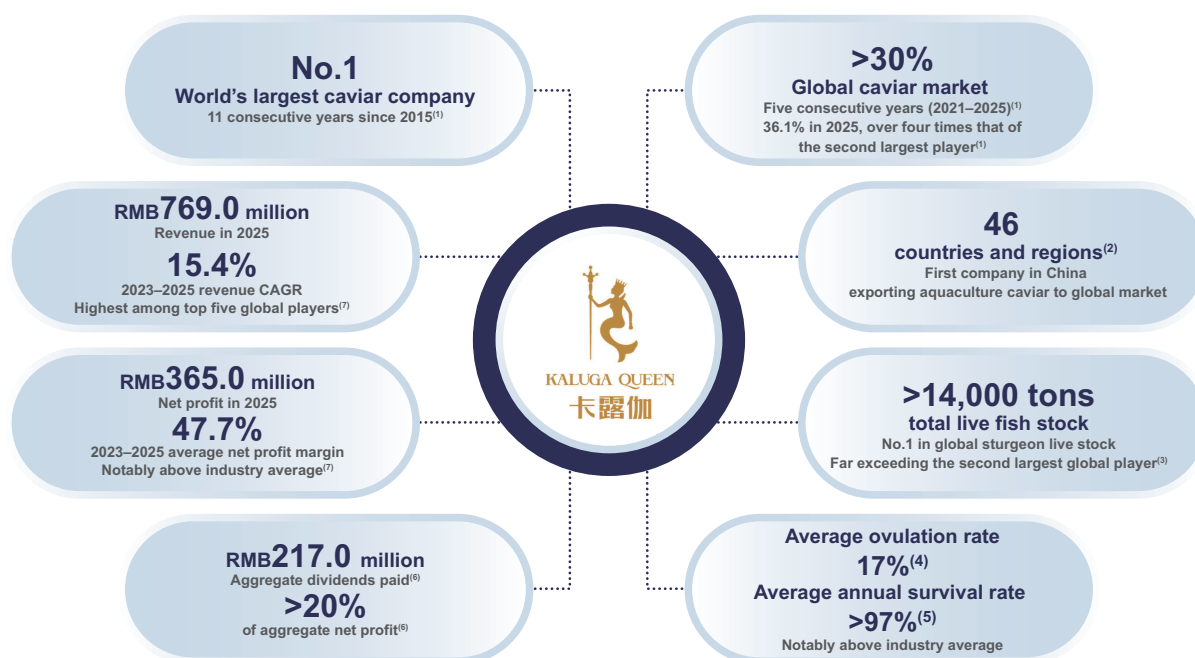 No.1
World's largest caviar company
11 consecutive years since 2015(1)
>30%
Global caviar market
Five consecutive years (2021–2025)(1)
36.1% in 2025, over four times that of
the second largest player(1)
RMB769.0 million
Revenue in 2025
15.4%
2023–2025 revenue CAGR
Highest among top five global players(7)
46
countries and regions(2)
First company in China
exporting aquaculture caviar to global market
KALUGA QUEEN
卡露伽
RMB365.0 million
Net profit in 2025
47.7%
2023–2025 average net profit margin
Notably above industry average(7)
>14,000 tons
total live fish stock
No.1 in global sturgeon live stock
Far exceeding the second largest global player(3)
RMB217.0 million
Aggregate dividends paid(6)
>20%
of aggregate net profit(6)
Average ovulation rate
17%(4)
Average annual survival rate
>97%(5)
Notably above industry average